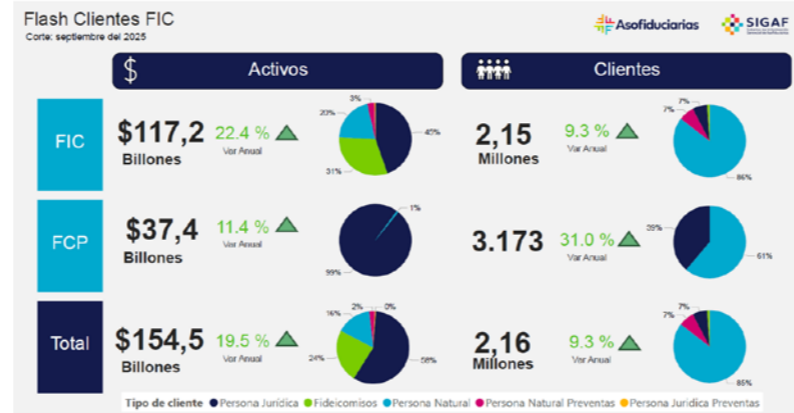 Flash Clientes FIC
Corte: septiembre del 2025
Asofiduciarias
SIGAF
Activos
Clientes
FIC
$117,2
Billones
22.4 %
Var Anual
3%
20%
45%
31%
2,15
Millones
9.3 %
Var Anual
7%
7%
86%
FCP
$37,4
Billones
11.4 %
Var Anual
1%
99%
3.173
31.0 %
Var Anual
39%
61%
Total
$154,5
Billones
19.5 %
Var Anual
2%
0%
16%
24%
58%
2,16
Millones
9.3 %
Var Anual
7%
7%
85%
Tipo de cliente Persona Jurídica Fideicomisos Persona Natural Persona Natural Preventas Persona Juridica Preventas